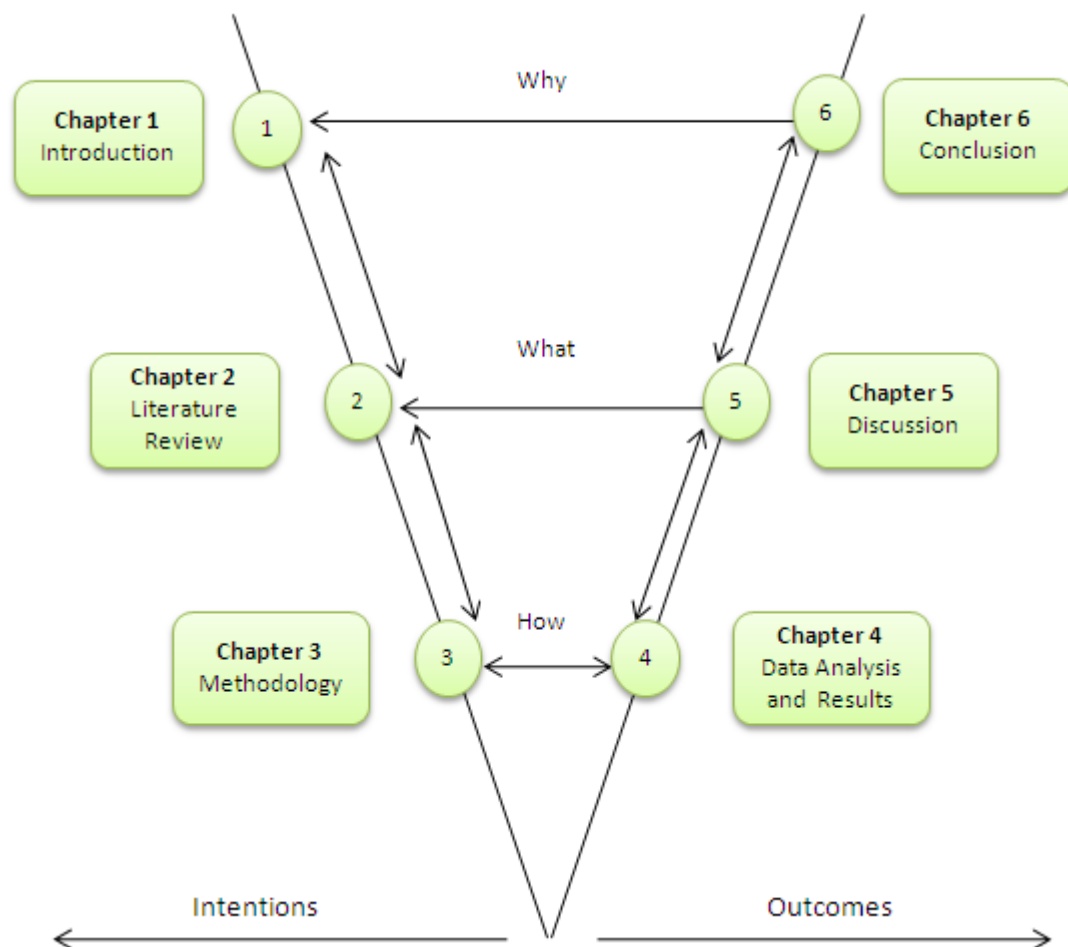 Why
Chapter 1
Introduction
1
6
Chapter 6
Conclusion
What
Chapter 2
Literature
Review
2
5
Chapter 5
Discussion
How
Chapter 3
Methodology
3
4
Chapter 4
Data Analysis
and Results
Intentions
Outcomes